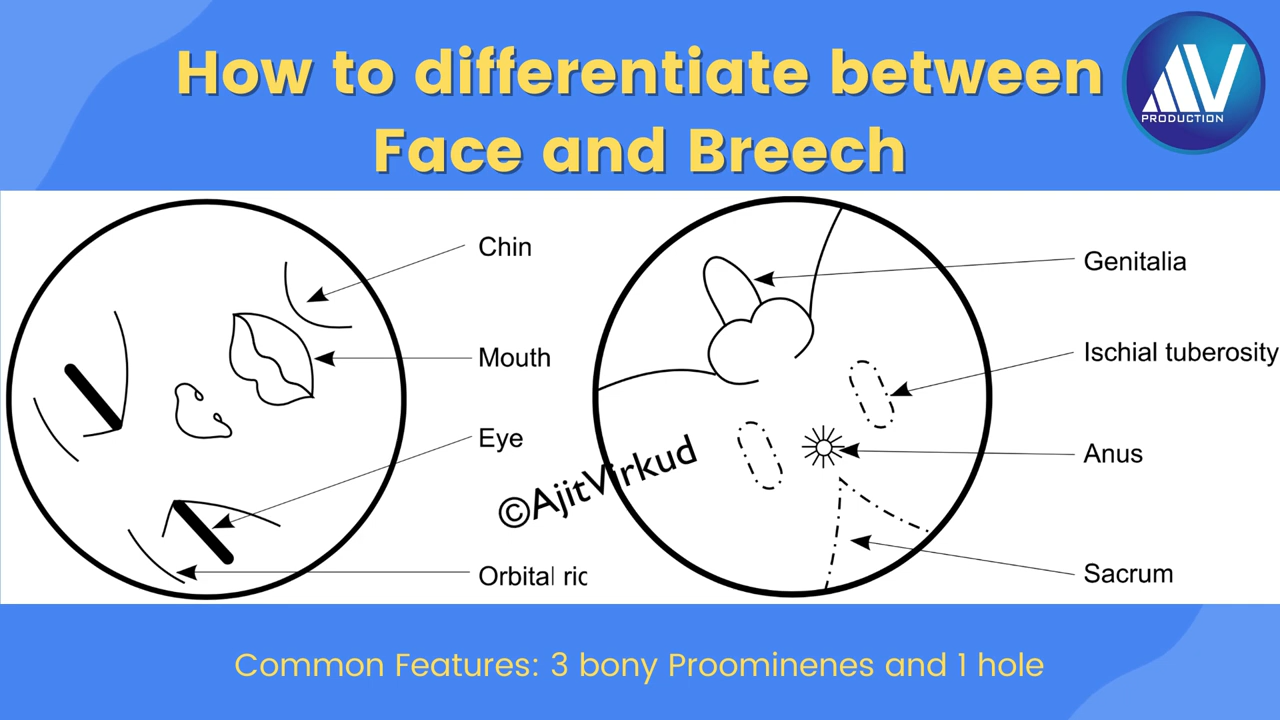 How to differentiate between
Face and Breech
AV
PRODUCTION
Chin
Mouth
Eye
Orbital ric
Genitalia
Ischial tuberosity
Anus
Sacrum
©AjitVirkud
Common Features: 3 bony Proominenes and 1 hole